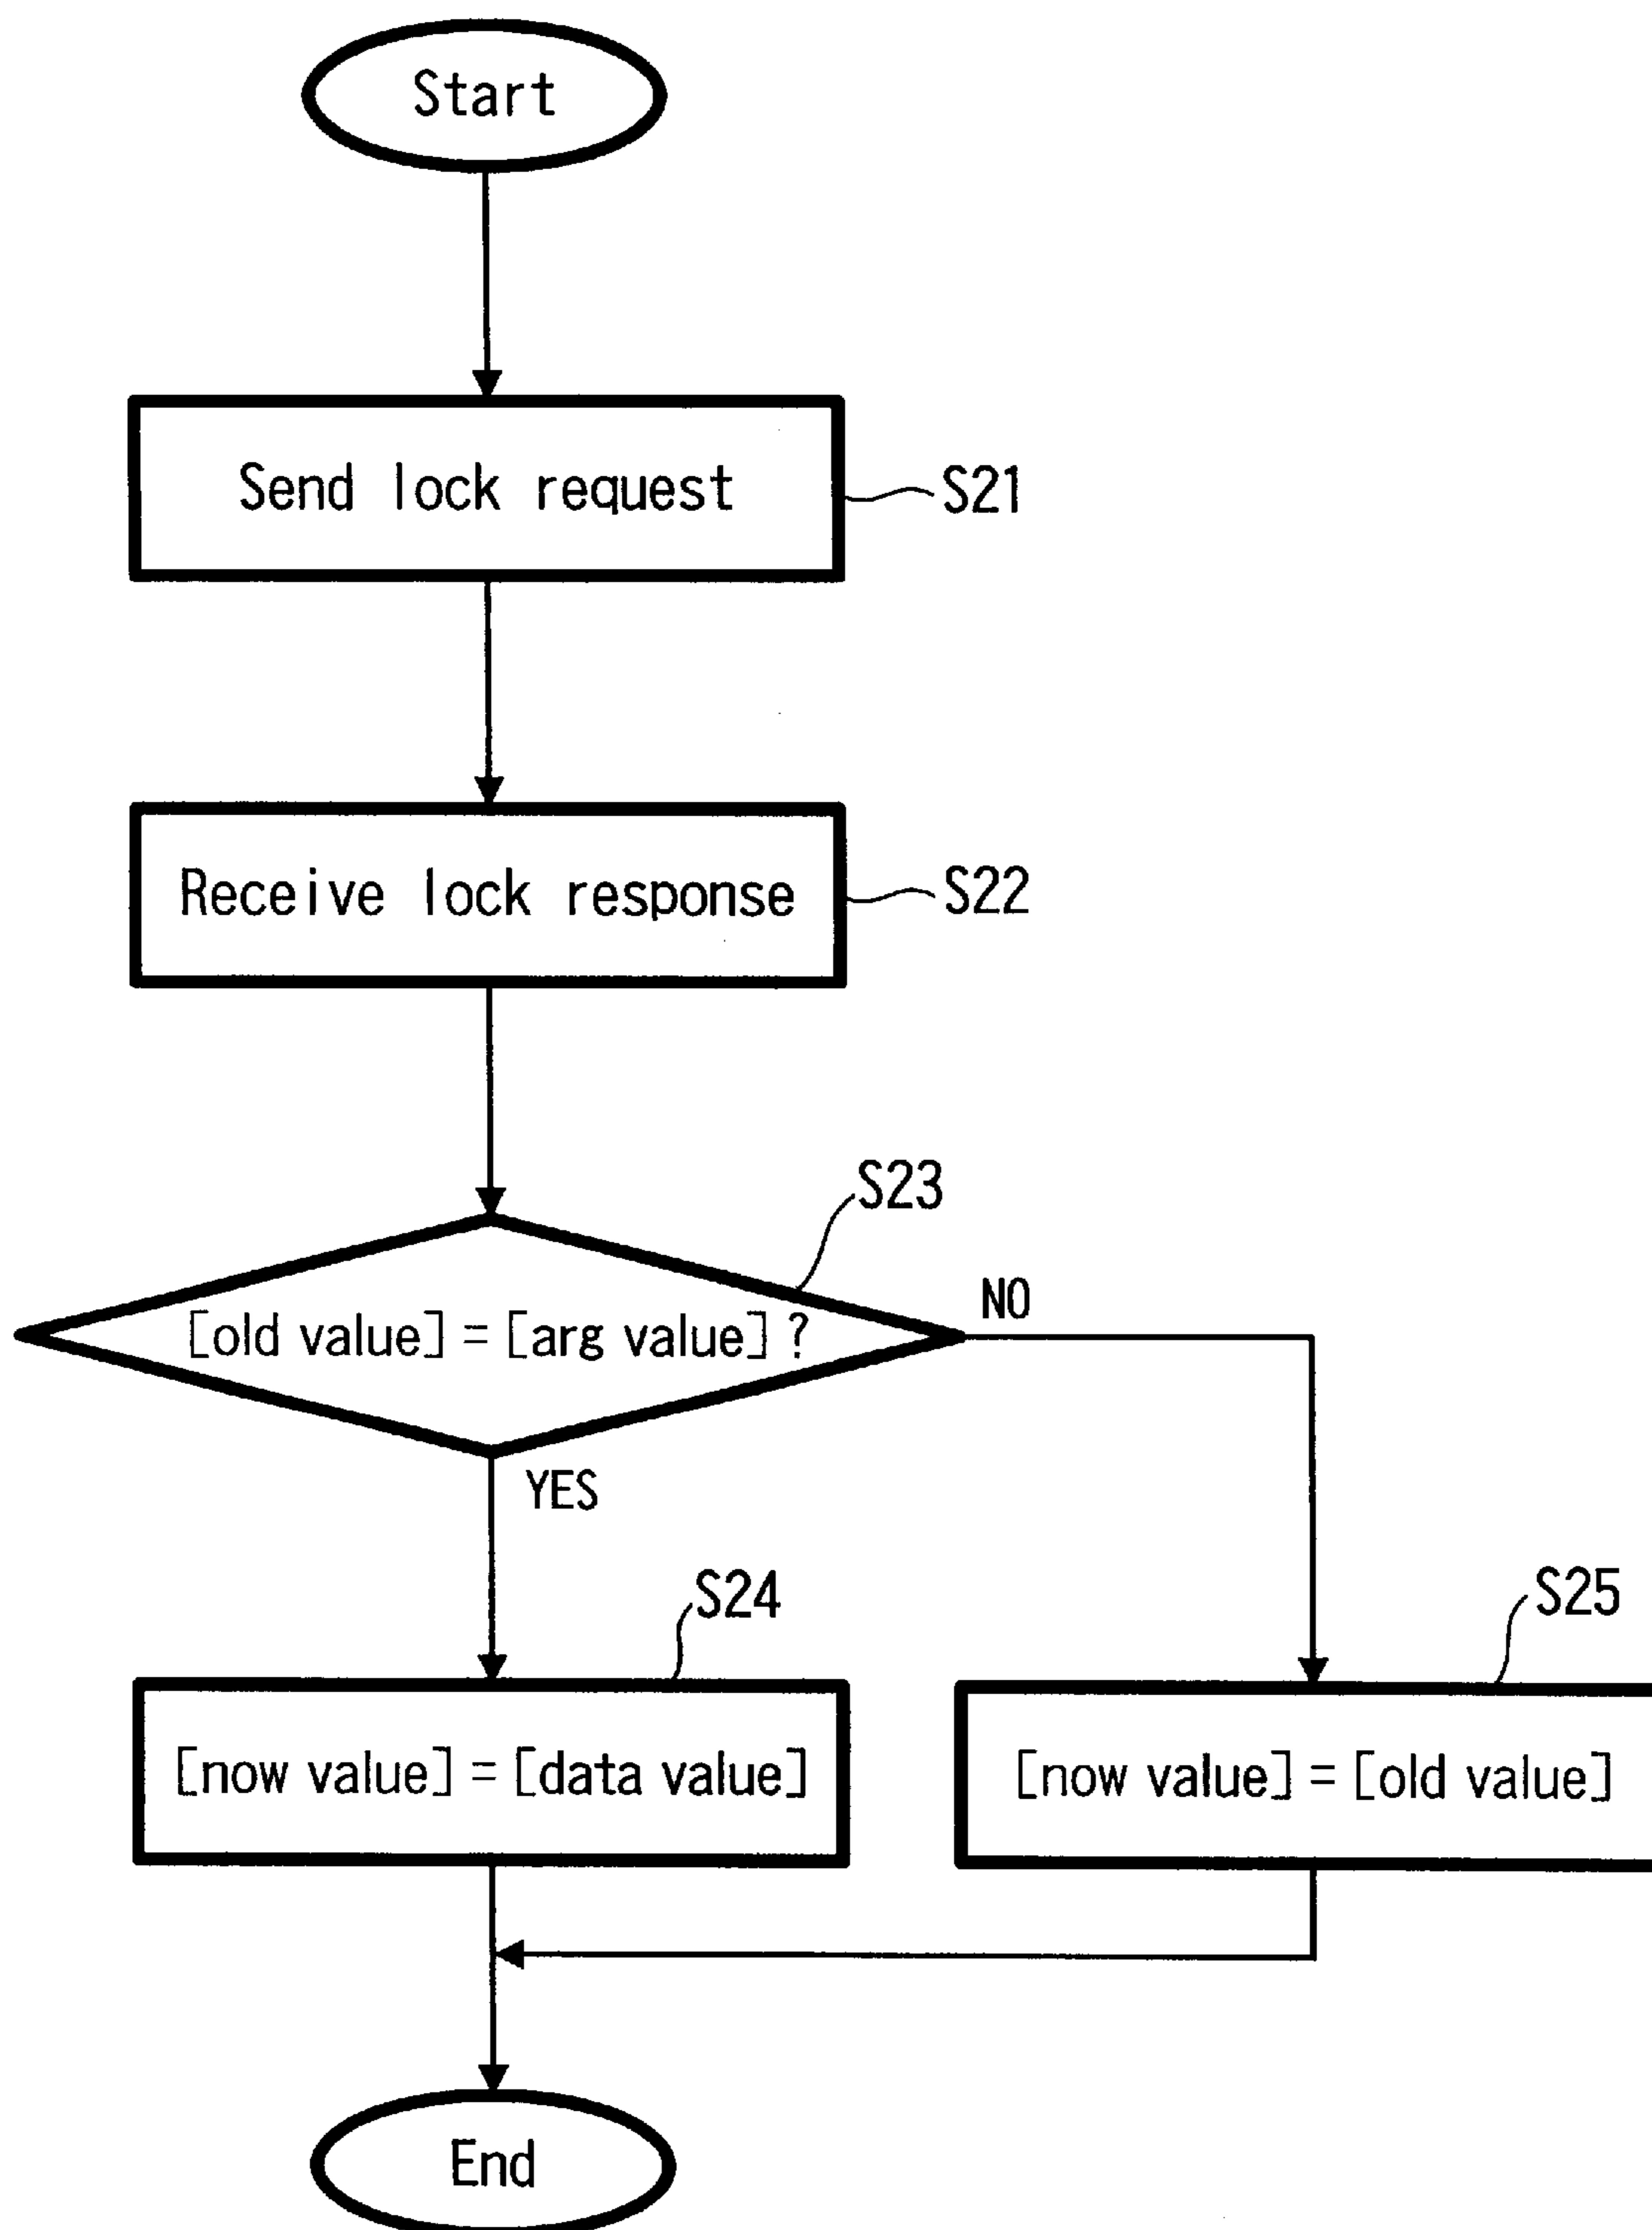 Start
Send lock request
S21
Receive lock response
S22
S23
[old value] = [arg value] ?
NO
YES
S24
S25
[now value] = [data value]
[now value] = [old value]
End